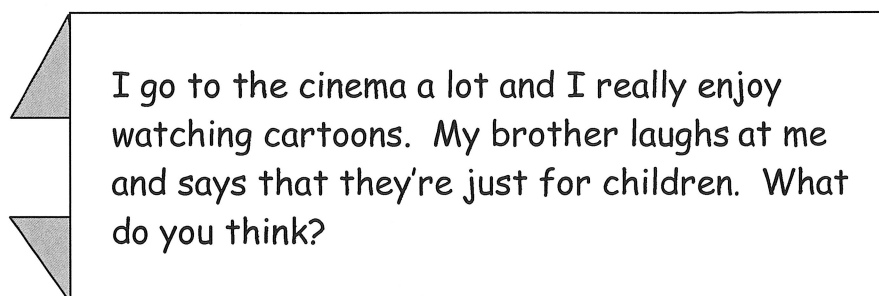 I go to the cinema a lot and I really enjoy
watching cartoons.  My brother laughs at me
and says that they're just for children.  What
do you think?